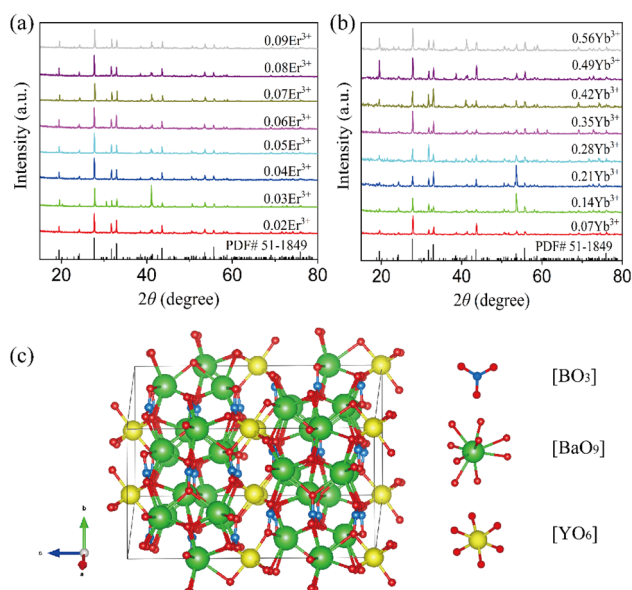 (a)
0.09Er3+
0.08Er3+
0.07Er3+
0.06Er3+
0.05Er3+
0.04Er3+
0.03Er3+
0.02Er3+
PDF# 51-1849
Intensity (a.u.)
20 40 60 80
2θ (degree)
(b)
0.56Yb3+
0.49Yb3+
0.42Yb3+
0.35Yb3+
0.28Yb3+
0.21Yb3+
0.14Yb3+
0.07Yb3+
PDF# 51-1849
Intensity (a.u.)
20 40 60 80
2θ (degree)
(c)
b
c
a
[BO3]
[BaO9]
[YO6]